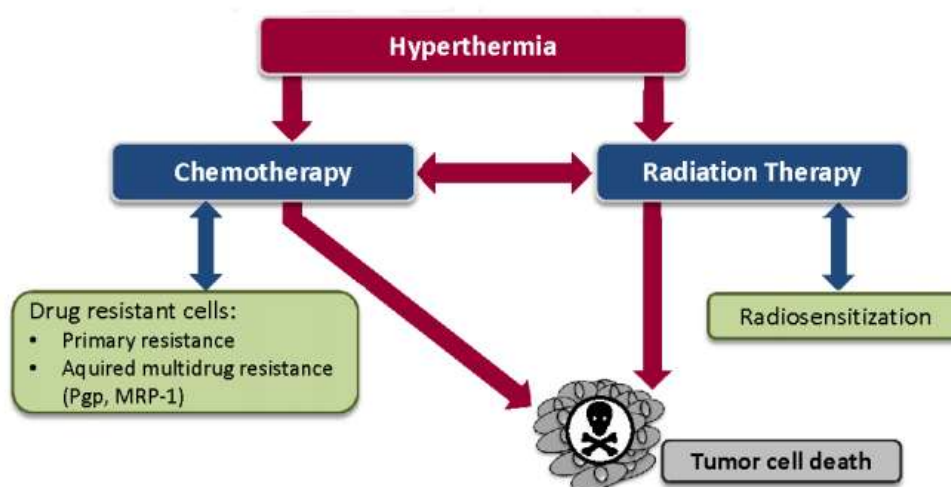 Hyperthermia
Chemotherapy
Radiation Therapy
Drug resistant cells:
• Primary resistance
• Aquired multidrug resistance
(Pgp, MRP-1)
Radiosensitization
Tumor cell death